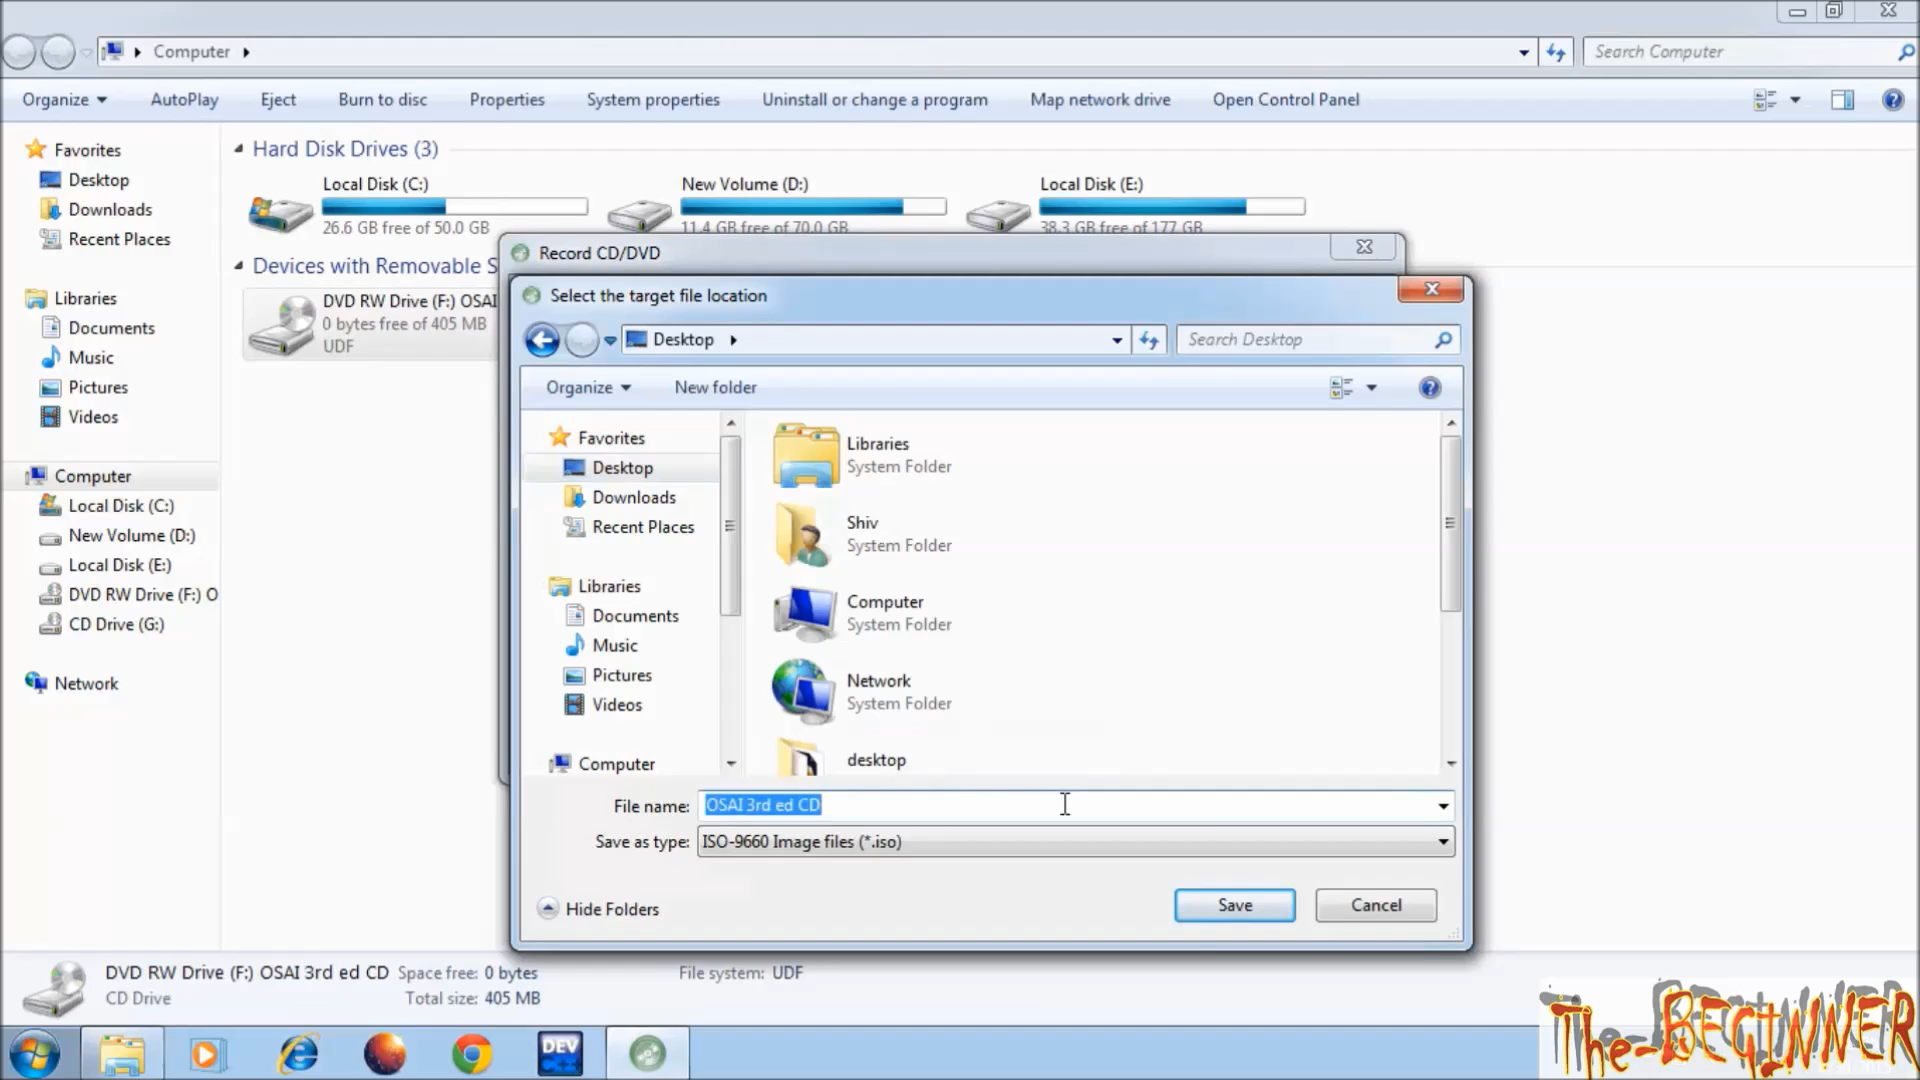 Computer
Search Computer
Organize
AutoPlay
Eject
Burn to disc
Properties
System properties
Uninstall or change a program
Map network drive
Open Control Panel
Favorites
Desktop
Downloads
Recent Places
Libraries
Documents
Music
Pictures
Videos
Computer
Local Disk (C:)
New Volume (D:)
Local Disk (E:)
DVD RW Drive (F:) O
CD Drive (G:)
Network
Hard Disk Drives (3)
Local Disk (C:)
26.6 GB free of 50.0 GB
New Volume (D:)
11.4 GB free of 70.0 GB
Local Disk (E:)
38.3 GB free of 177 GB
Devices with Removable S
DVD RW Drive (F:) OSAI
0 bytes free of 405 MB
UDF
Record CD/DVD
Select the target file location
Desktop
Search Desktop
Organize
New folder
Favorites
Desktop
Downloads
Recent Places
Libraries
Documents
Music
Pictures
Videos
Computer
Libraries
System Folder
Shiv
System Folder
Computer
System Folder
Network
System Folder
desktop
File name: OSAI 3rd ed CD
Save as type: ISO-9660 Image files (*.iso)
Hide Folders
Save
Cancel
DVD RW Drive (F:) OSAI 3rd ed CD Space free: 0 bytes File system: UDF
CD Drive Total size: 405 MB
DEV
The-BEGINNER